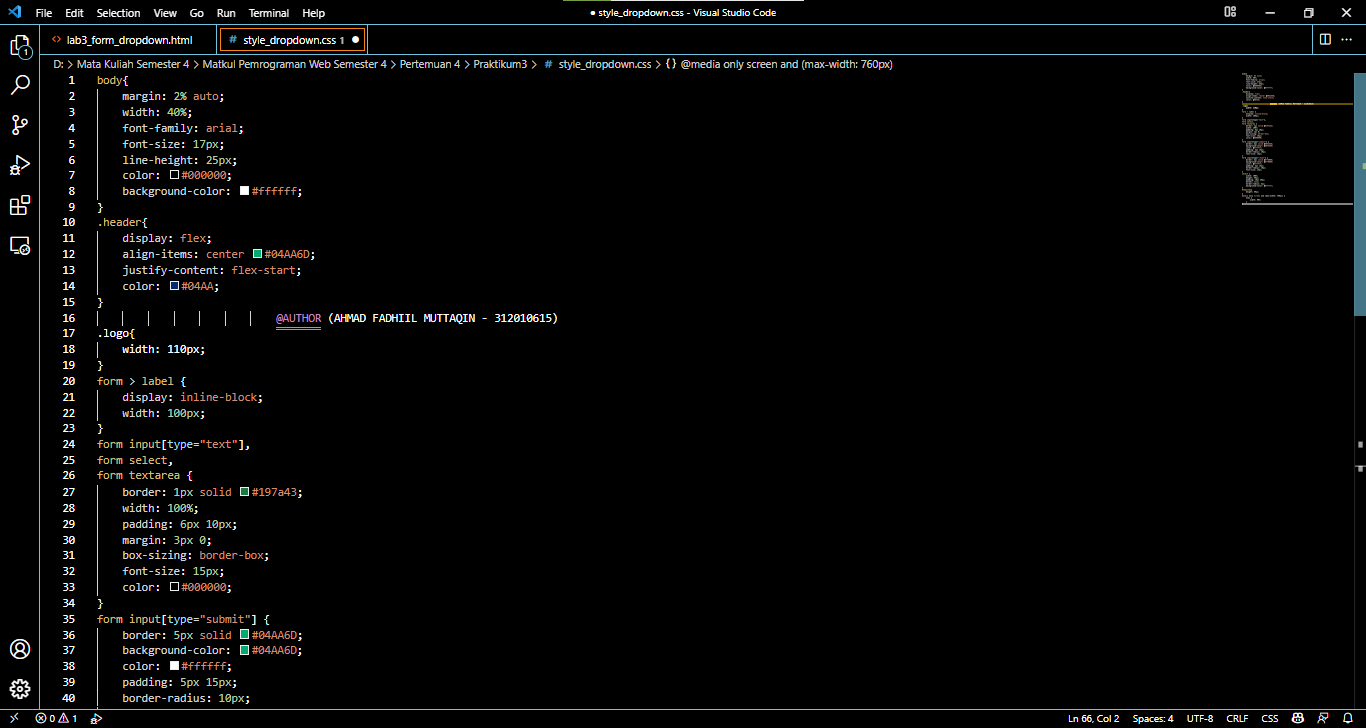 File Edit Selection View Go Run Terminal Help
● style_dropdown.css - Visual Studio Code
<> lab3_form_dropdown.html
# style_dropdown.css 1 ●
D: > Mata Kuliah Semester 4 > Matkul Pemrograman Web Semester 4 > Pertemuan 4 > Praktikum3 > # style_dropdown.css > {} @media only screen and (max-width: 760px)
1 body{
2 margin: 2% auto;
3 width: 40%;
4 font-family: arial;
5 font-size: 17px;
6 line-height: 25px;
7 color: #000000;
8 background-color: #ffffff;
9 }
10 .header{
11 display: flex;
12 align-items: center #04AA6D;
13 justify-content: flex-start;
14 color: #04AA;
15 }
16 @AUTHOR (AHMAD FADHIIL MUTTAQIN - 312010615)
17 .logo{
18 width: 110px;
19 }
20 form > label {
21 display: inline-block;
22 width: 100px;
23 }
24 form input[type="text"],
25 form select,
26 form textarea {
27 border: 1px solid #197a43;
28 width: 100%;
29 padding: 6px 10px;
30 margin: 3px 0;
31 box-sizing: border-box;
32 font-size: 15px;
33 color: #000000;
34 }
35 form input[type="submit"] {
36 border: 5px solid #04AA6D;
37 background-color: #04AA6D;
38 color: #ffffff;
39 padding: 5px 15px;
40 border-radius: 10px;
1
0 1
Ln 66, Col 2 Spaces: 4 UTF-8 CRLF CSS